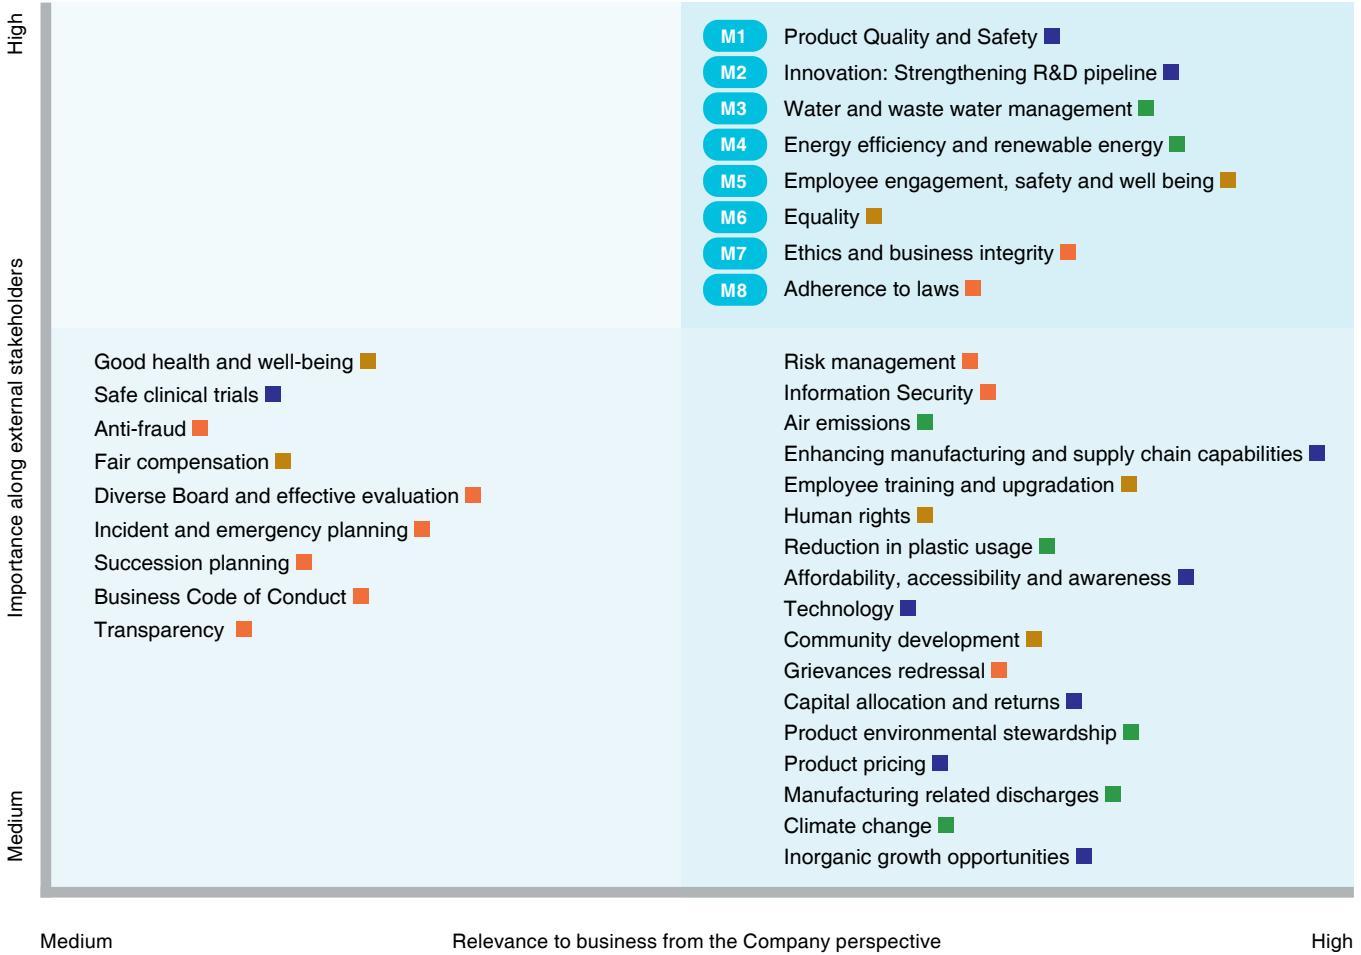 High
M1 Product Quality and Safety
M2 Innovation: Strengthening R&D pipeline
M3 Water and waste water management
M4 Energy efficiency and renewable energy
M5 Employee engagement, safety and well being
M6 Equality
M7 Ethics and business integrity
M8 Adherence to laws
Importance along external stakeholders
Good health and well-being
Safe clinical trials
Anti-fraud
Fair compensation
Diverse Board and effective evaluation
Incident and emergency planning
Succession planning
Business Code of Conduct
Transparency
Risk management
Information Security
Air emissions
Enhancing manufacturing and supply chain capabilities
Employee training and upgradation
Human rights
Reduction in plastic usage
Affordability, accessibility and awareness
Technology
Community development
Grievances redressal
Capital allocation and returns
Product environmental stewardship
Product pricing
Manufacturing related discharges
Climate change
Inorganic growth opportunities
Medium
Medium
Relevance to business from the Company perspective
High